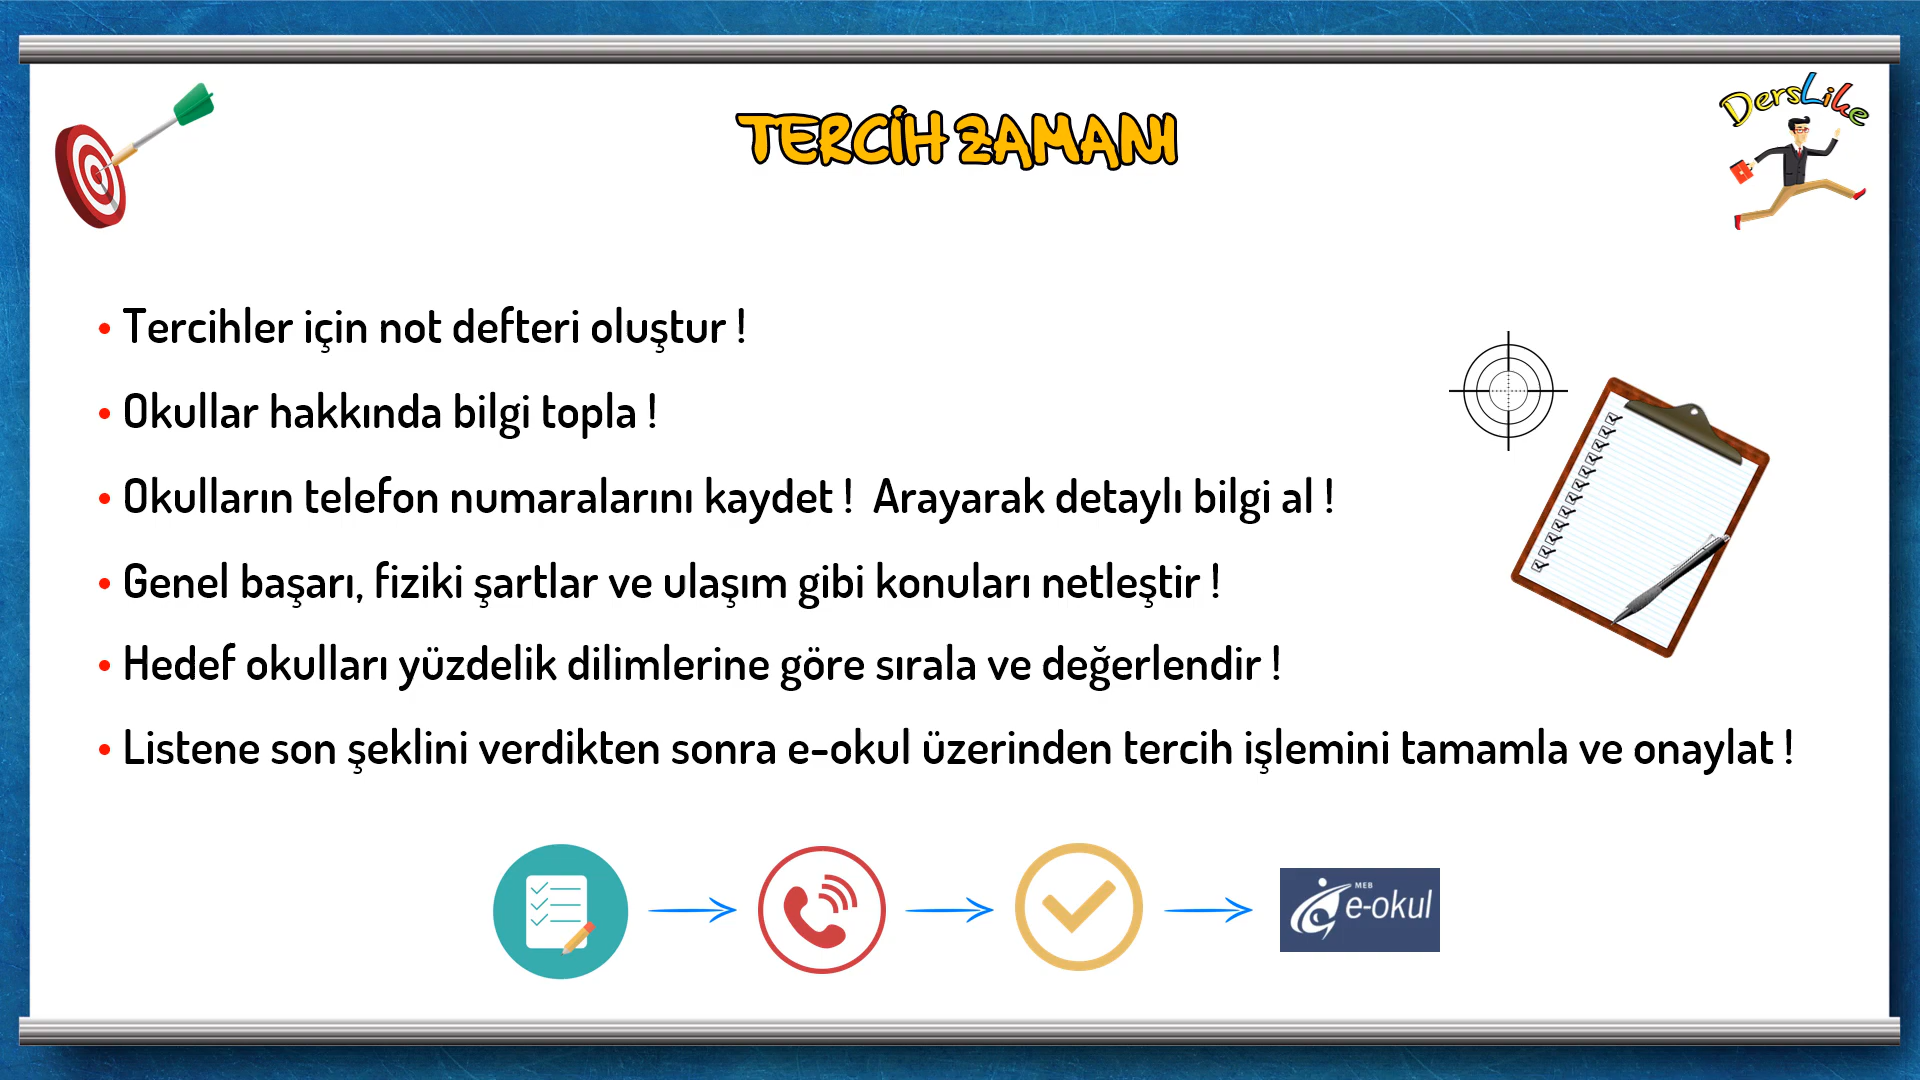 DersLike
TERCİH ZAMANI
• Tercihler için not defteri oluştur !
• Okullar hakkında bilgi topla !
• Okulların telefon numaralarını kaydet !  Arayarak detaylı bilgi al !
• Genel başarı, fiziki şartlar ve ulaşım gibi konuları netleştir !
• Hedef okulları yüzdelik dilimlerine göre sırala ve değerlendir !
• Listene son şeklini verdikten sonra e-okul üzerinden tercih işlemini tamamla ve onaylat !
MEB
e-okul